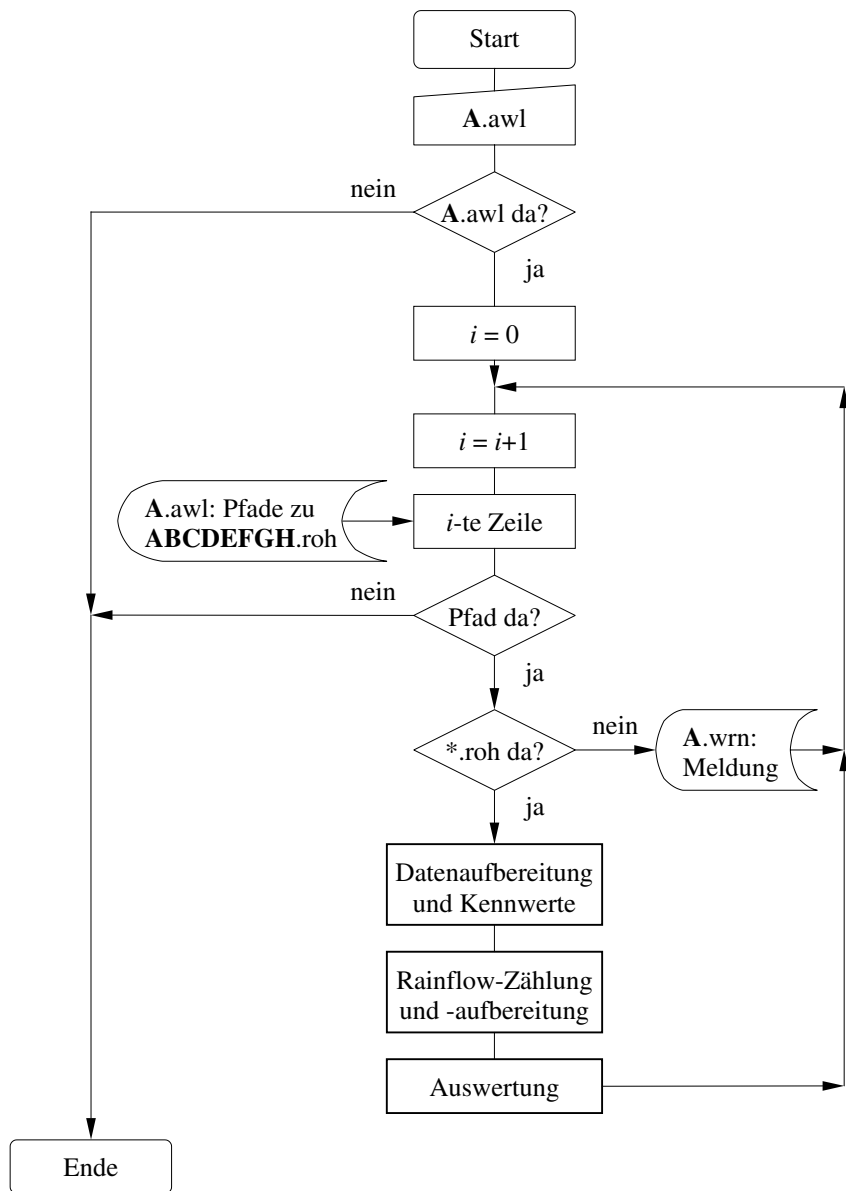 Start
A.awl
nein
A.awl da?
ja
i = 0
i = i+1
A.awl: Pfade zu
ABCDEFGH.roh
i-te Zeile
nein
Pfad da?
ja
*.roh da?
nein
A.wrn:
Meldung
ja
Datenaufbereitung
und Kennwerte
Rainflow-Zählung
und -aufbereitung
Auswertung
Ende